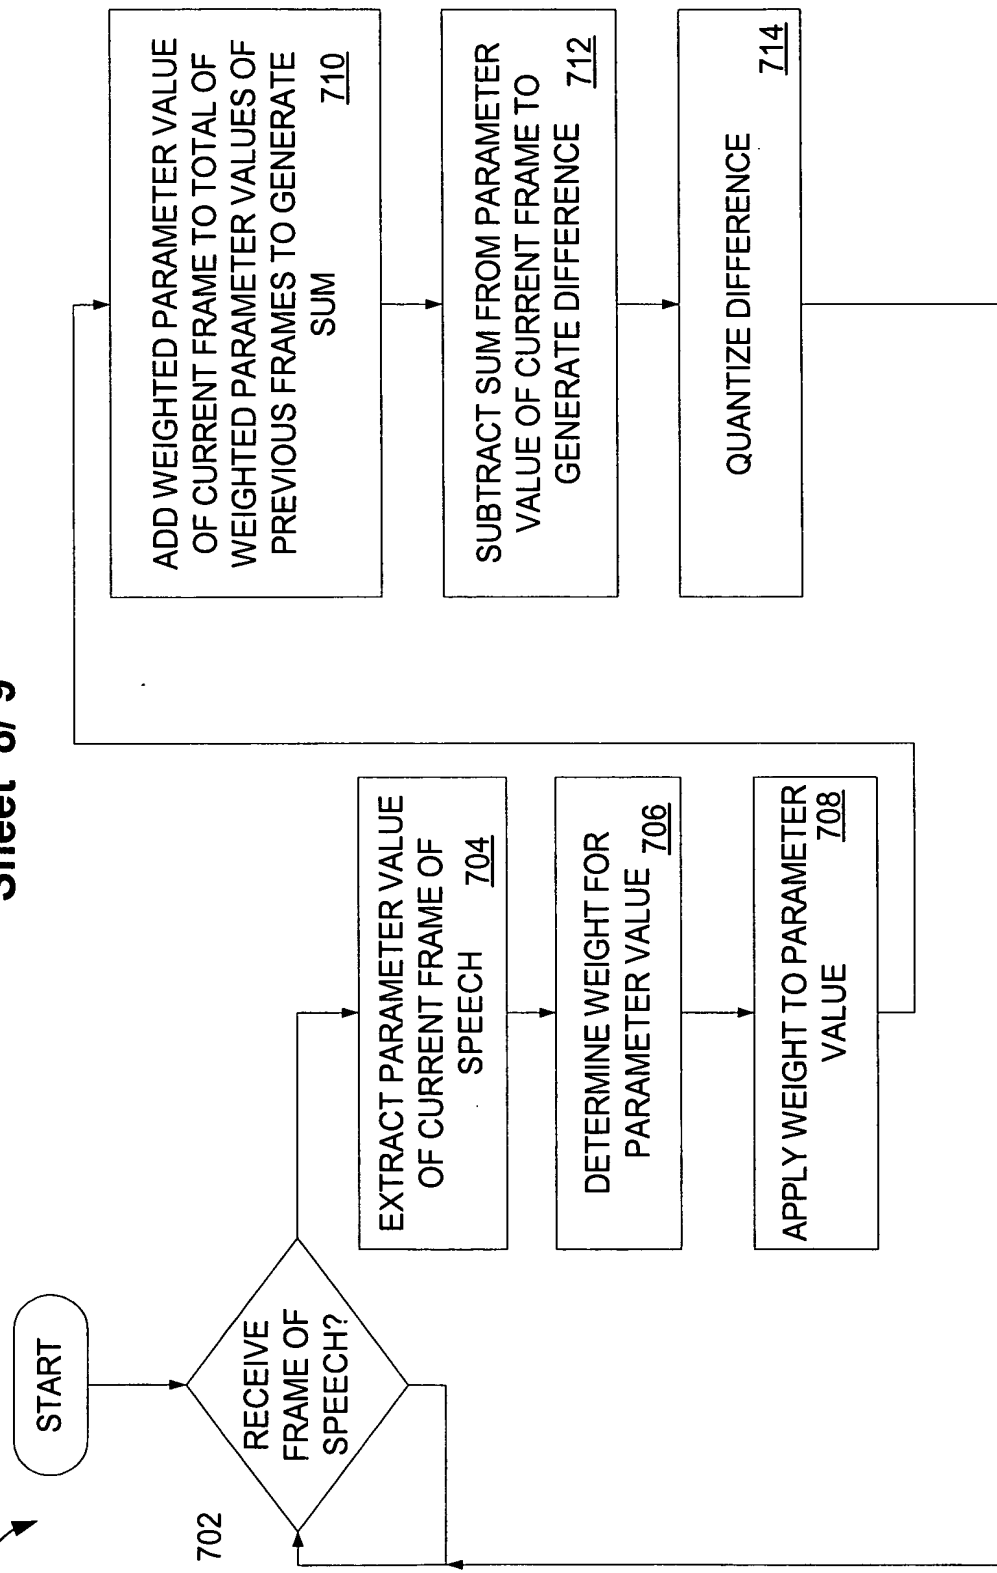 Sheet 8/ 9
START
702
RECEIVE
FRAME OF
SPEECH?
EXTRACT PARAMETER VALUE
OF CURRENT FRAME OF
SPEECH 704
DETERMINE WEIGHT FOR
PARAMETER VALUE 706
APPLY WEIGHT TO PARAMETER
VALUE 708
ADD WEIGHTED PARAMETER VALUE
OF CURRENT FRAME TO TOTAL OF
WEIGHTED PARAMETER VALUES OF
PREVIOUS FRAMES TO GENERATE
SUM 710
SUBTRACT SUM FROM PARAMETER
VALUE OF CURRENT FRAME TO
GENERATE DIFFERENCE 712
QUANTIZE DIFFERENCE
714